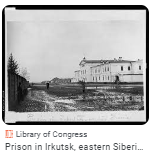 Library of Congress
Prison in Irkutsk, eastern Siberi...